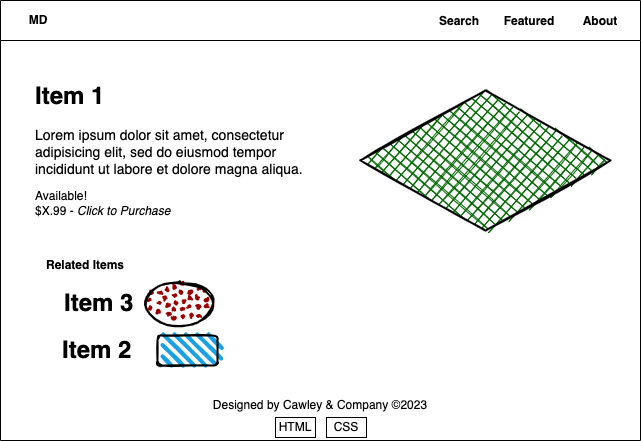 MD
Search Featured About
Item 1
Lorem ipsum dolor sit amet, consectetur
adipisicing elit, sed do eiusmod tempor
incididunt ut labore et dolore magna aliqua.
Available!
$X.99 - Click to Purchase
Related Items
Item 3
Item 2
Designed by Cawley & Company ©2023
HTML CSS